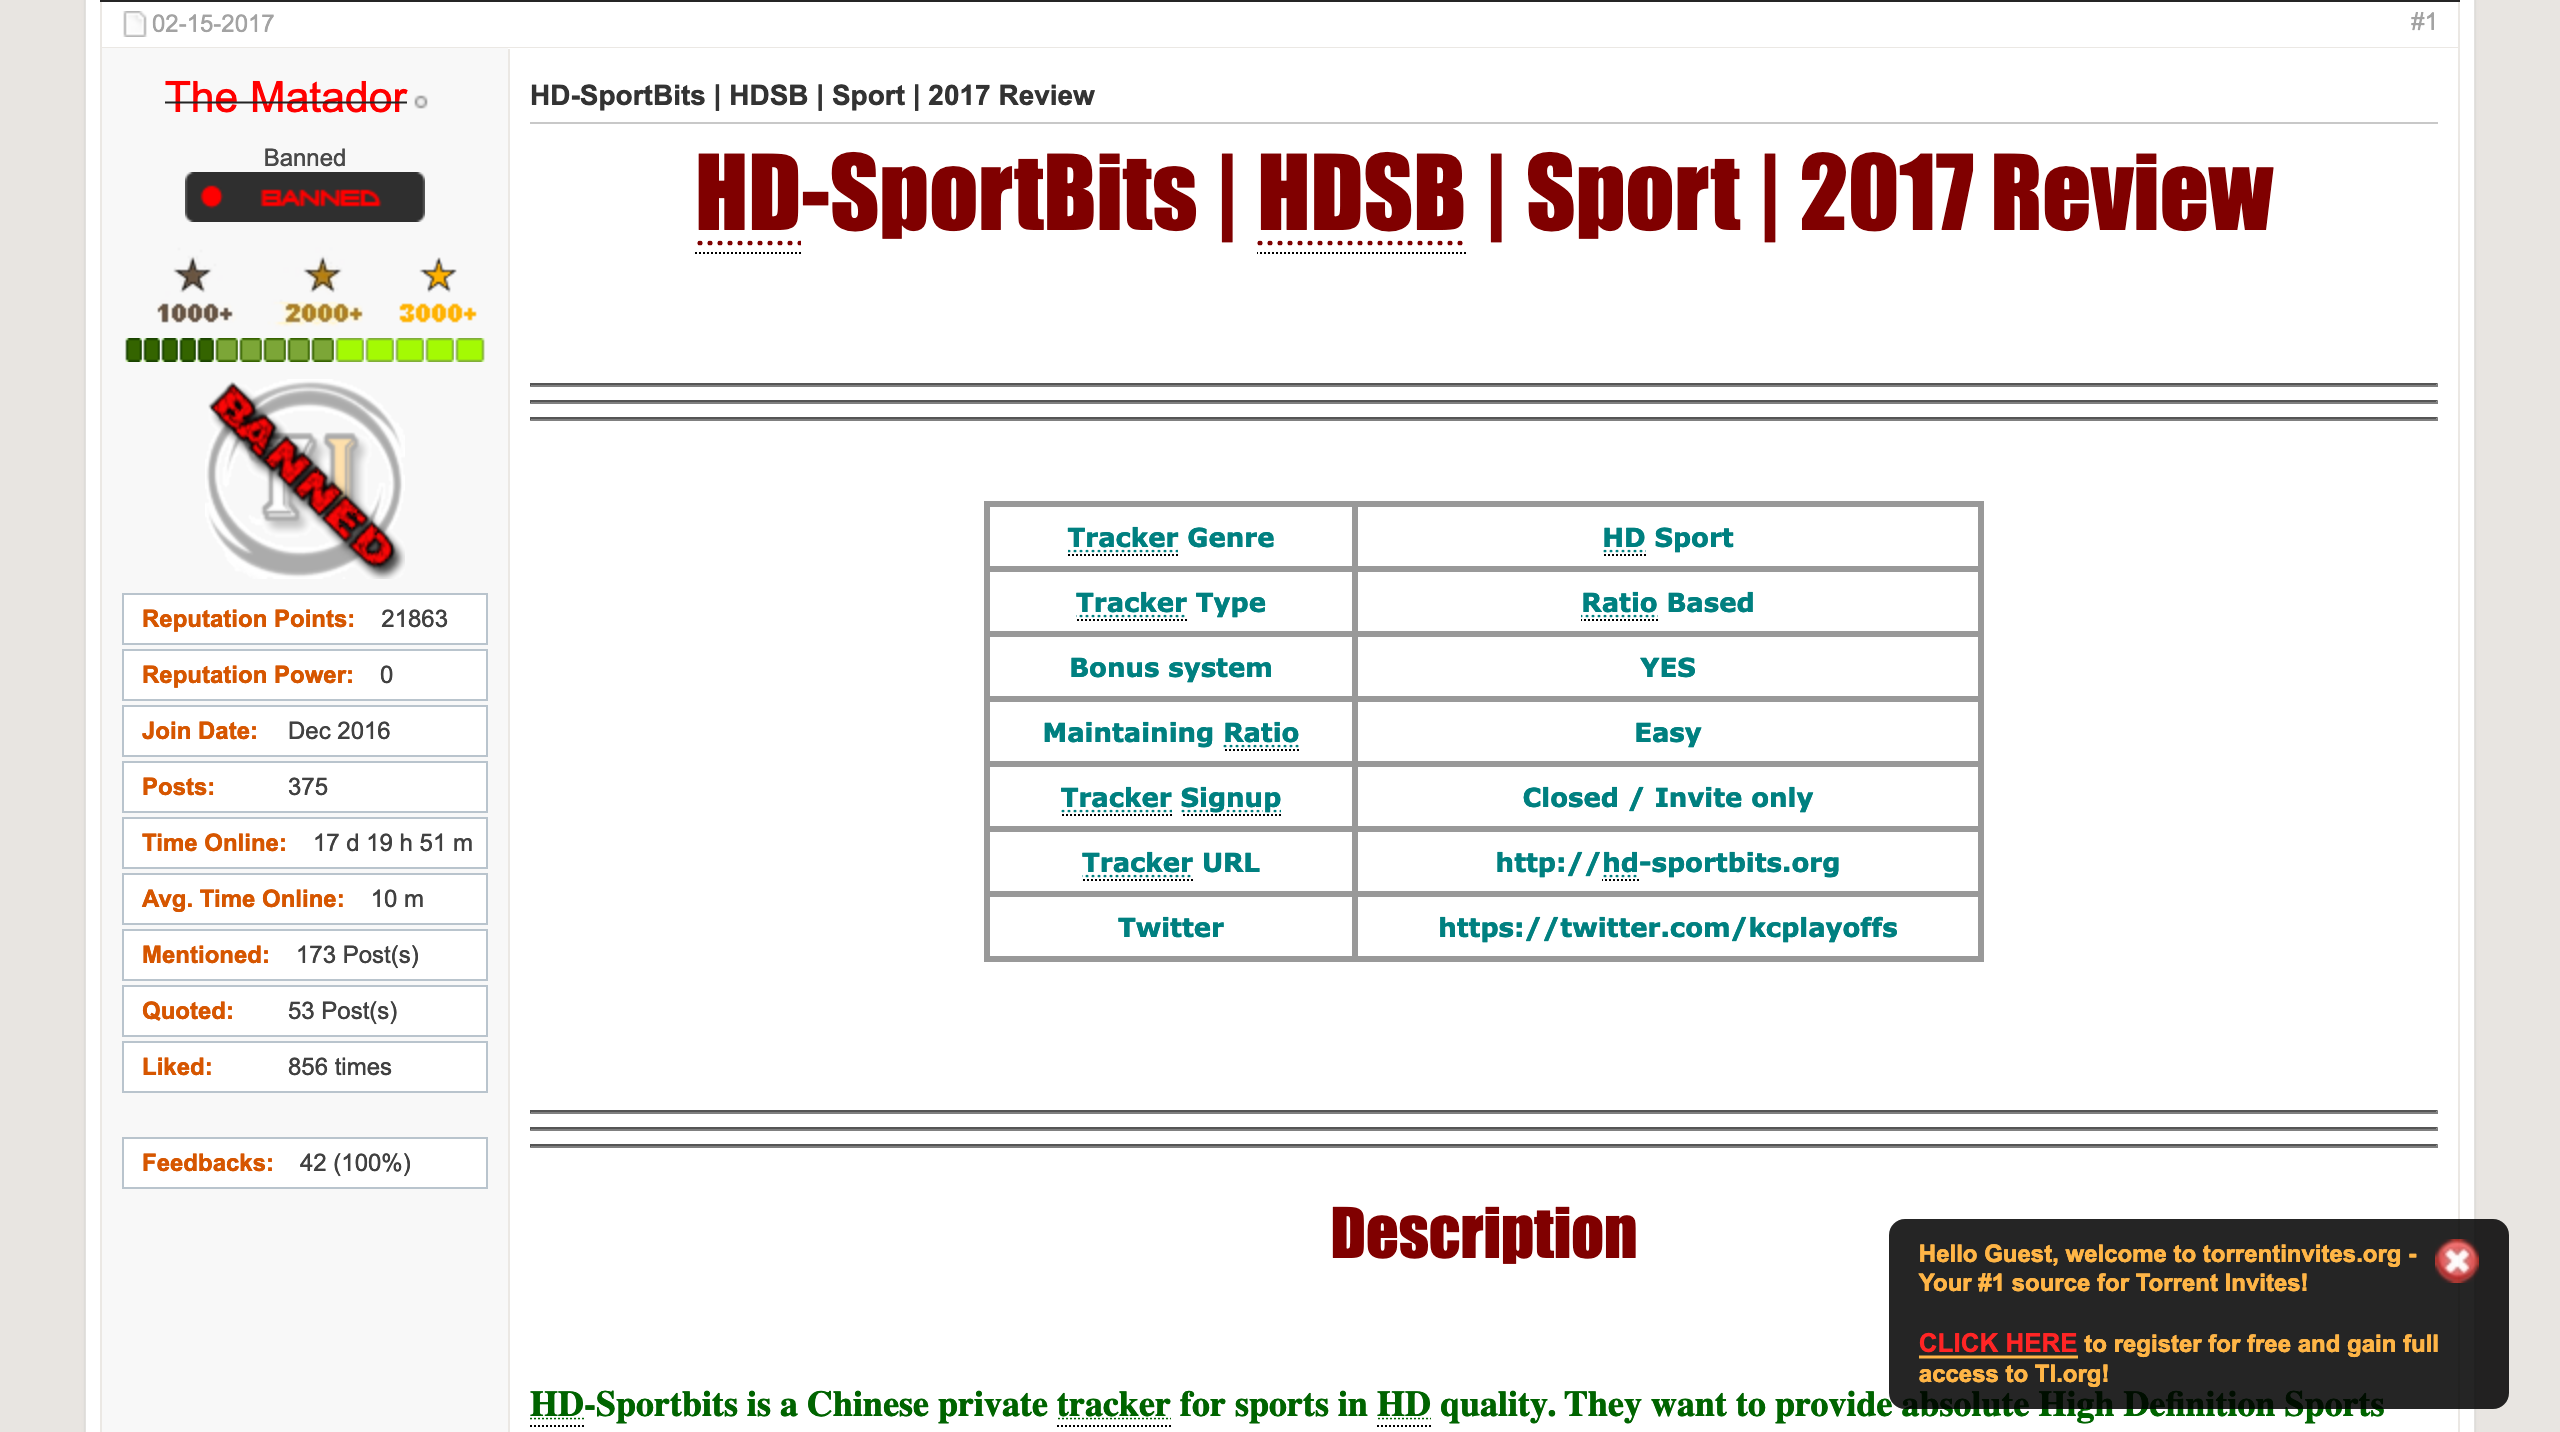 02-15-2017
#1
The Matador
Banned
BANNED
1000+ 2000+ 3000+
BANNED
Reputation Points: 21863
Reputation Power: 0
Join Date: Dec 2016
Posts: 375
Time Online: 17 d 19 h 51 m
Avg. Time Online: 10 m
Mentioned: 173 Post(s)
Quoted: 53 Post(s)
Liked: 856 times
Feedbacks: 42 (100%)
HD-SportBits | HDSB | Sport | 2017 Review
HD-SportBits | HDSB | Sport | 2017 Review
Tracker Genre HD Sport
Tracker Type Ratio Based
Bonus system YES
Maintaining Ratio Easy
Tracker Signup Closed / Invite only
Tracker URL http://hd-sportbits.org
Twitter https://twitter.com/kcplayoffs
Description
HD-Sportbits is a Chinese private tracker for sports in HD quality. They want to provide absolute High Definition Sports
Hello Guest, welcome to torrentinvites.org -
Your #1 source for Torrent Invites!
CLICK HERE to register for free and gain full
access to TI.org!